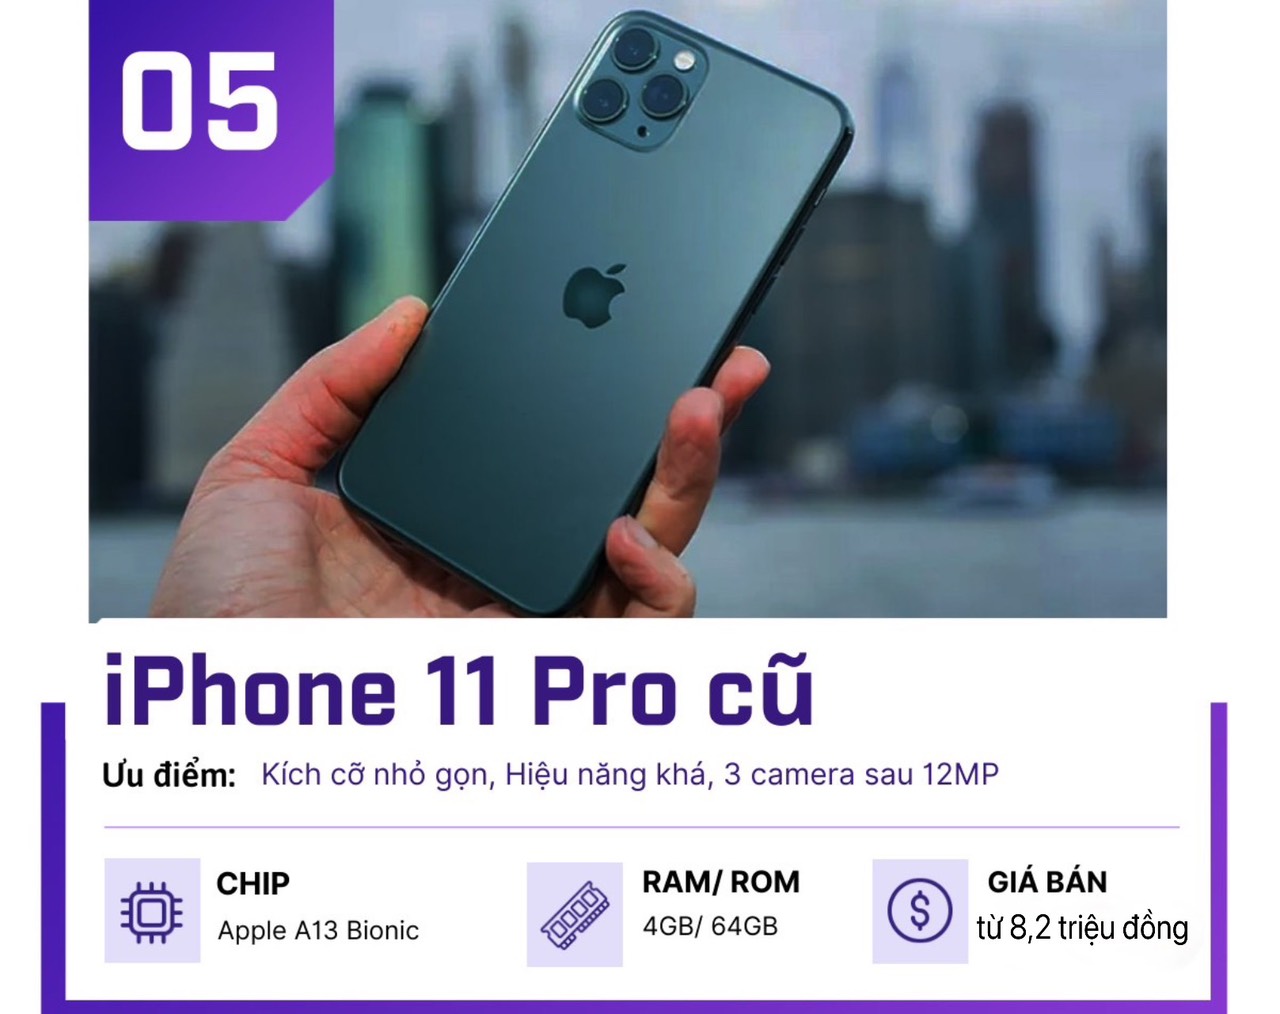 05
iPhone 11 Pro cũ
Ưu điểm: Kích cỡ nhỏ gọn, Hiệu năng khá, 3 camera sau 12MP
CHIP
Apple A13 Bionic
RAM/ ROM
4GB/ 64GB
GIÁ BÁN
từ 8,2 triệu đồng